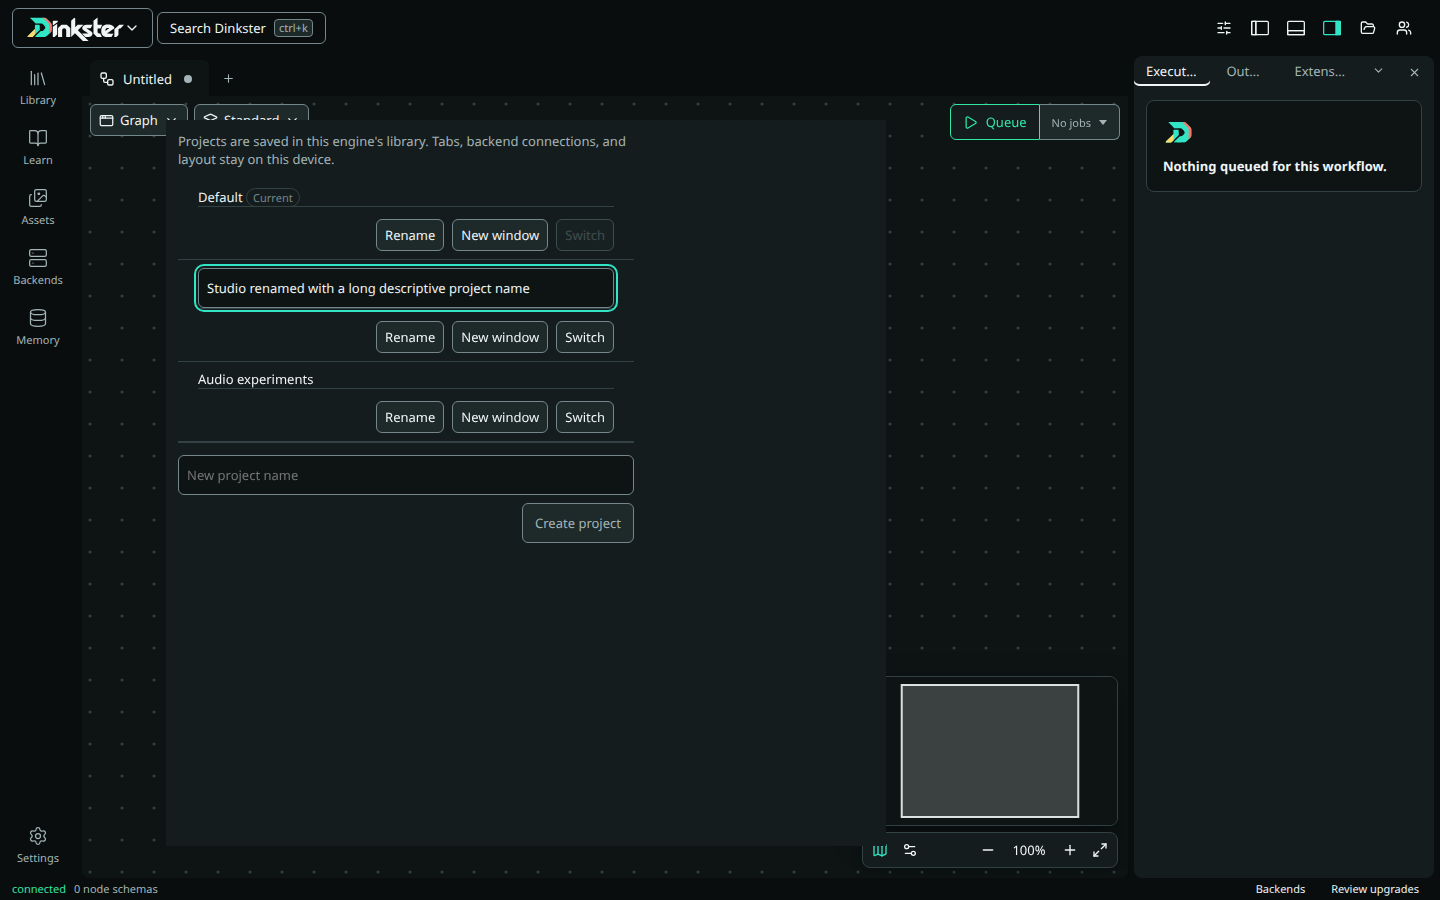 Dinkster
Search Dinkster ctrl+k
Library
Learn
Assets
Backends
Memory
Settings
Untitled
Graph
Standard
Queue
No jobs
Projects are saved in this engine's library. Tabs, backend connections, and
layout stay on this device.
Default Current
Rename New window Switch
Studio renamed with a long descriptive project name
Rename New window Switch
Audio experiments
Rename New window Switch
New project name
Create project
100%
Execut... Out... Extens...
Nothing queued for this workflow.
connected 0 node schemas
Backends Review upgrades